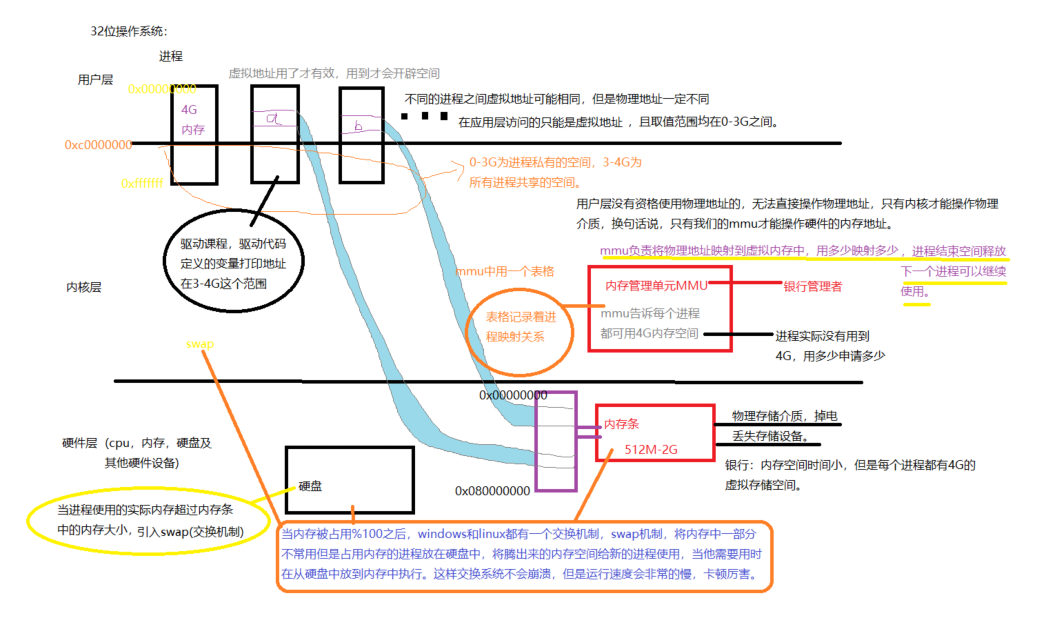 32位操作系统：
进程
用户层
虚拟地址用了才有效，用到才会开辟空间
0x00000000
4G
内存
a
b
不同的进程之间虚拟地址可能相同，但是物理地址一定不同
在应用层访问的只能是虚拟地址 ，且取值范围均在0-3G之间。
0xc0000000
0xfffffff
0-3G为进程私有的空间，3-4G为
所有进程共享的空间。
用户层没有资格使用物理地址的，无法直接操作物理地址，只有内核才能操作物理
介质，换句话说，只有我们的mmu才能操作硬件的内存地址。
驱动课程，驱动代码
定义的变量打印地址
在3-4G这个范围
mmu负责将物理地址映射到虚拟内存中，用多少映射多少，进程结束空间释放
下一个进程可以继续
使用。
mmu中用一个表格
内核层
内存管理单元MMU
银行管理者
表格记录着进
程映射关系
mmu告诉每个进程
都可用4G内存空间
进程实际没有用到
4G，用多少申请多少
swap
0x00000000
内存条
512M-2G
物理存储介质，掉电
丢失存储设备。
硬件层（cpu，内存，硬盘及
其他硬件设备）
银行：内存空间时间小，但是每个进程都有4G的
虚拟存储空间。
硬盘
0x080000000
当进程使用的实际内存超过内存条
中的内存大小，引入swap(交换机制)
当内存被占用%100之后，windows和linux都有一个交换机制，swap机制，将内存中一部分
不常用但是占用内存的进程放在硬盘中，将腾出来的内存空间给新的进程使用，当他需要用时
在从硬盘中放到内存中执行。这样交换系统不会崩溃，但是运行速度会非常的慢，卡顿厉害。